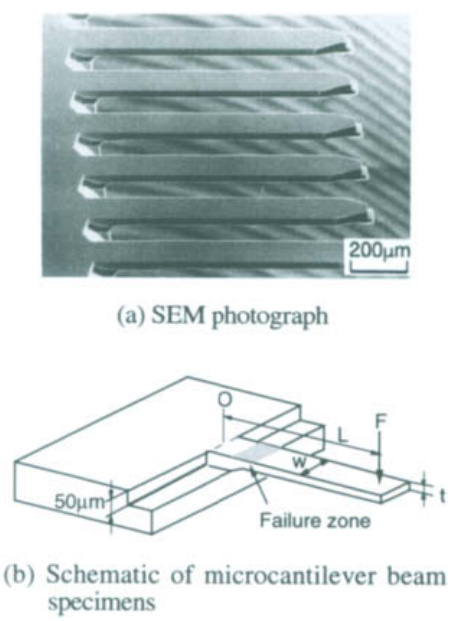 200μm
(a) SEM photograph
O
F
L
w
t
50μm
Failure zone
(b) Schematic of microcantilever beam
specimens